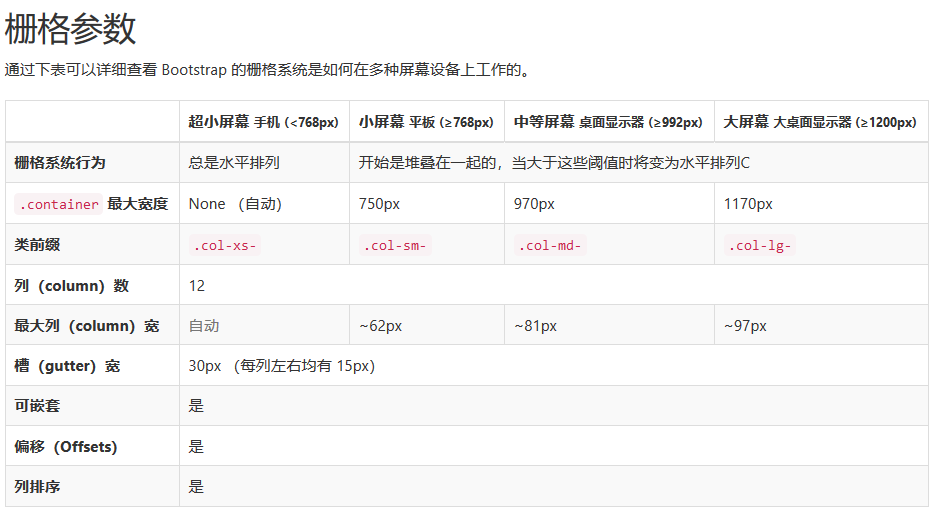 栅格参数
通过下表可以详细查看 Bootstrap 的栅格系统是如何在多种屏幕设备上工作的。
超小屏幕 手机 (<768px) 小屏幕 平板 (≥768px) 中等屏幕 桌面显示器 (≥992px) 大屏幕 大桌面显示器 (≥1200px)
栅格系统行为 总是水平排列 开始是堆叠在一起的，当大于这些阈值时将变为水平排列C
.container 最大宽度 None （自动） 750px 970px 1170px
类前缀 .col-xs- .col-sm- .col-md- .col-lg-
列（column）数 12
最大列（column）宽 自动 ~62px ~81px ~97px
槽（gutter）宽 30px （每列左右均有 15px）
可嵌套 是
偏移（Offsets） 是
列排序 是